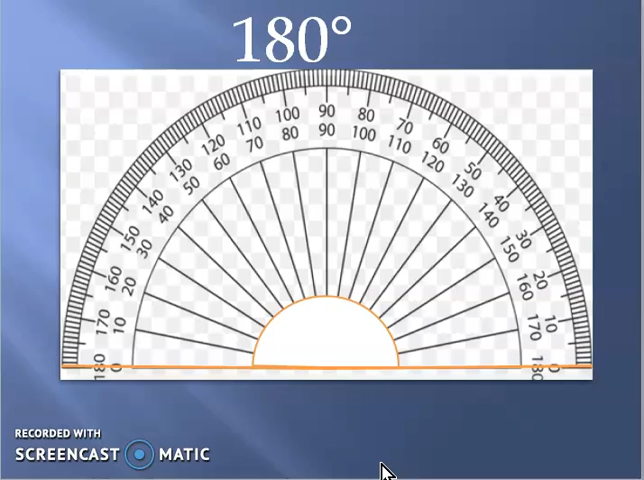 180°
0 10 20 30 40 50 60 70 80 90 100 110 120 130 140 150 160 170 180
180 170 160 150 140 130 120 110 100 90 80 70 60 50 40 30 20 10 0
RECORDED WITH
SCREENCAST MATIC